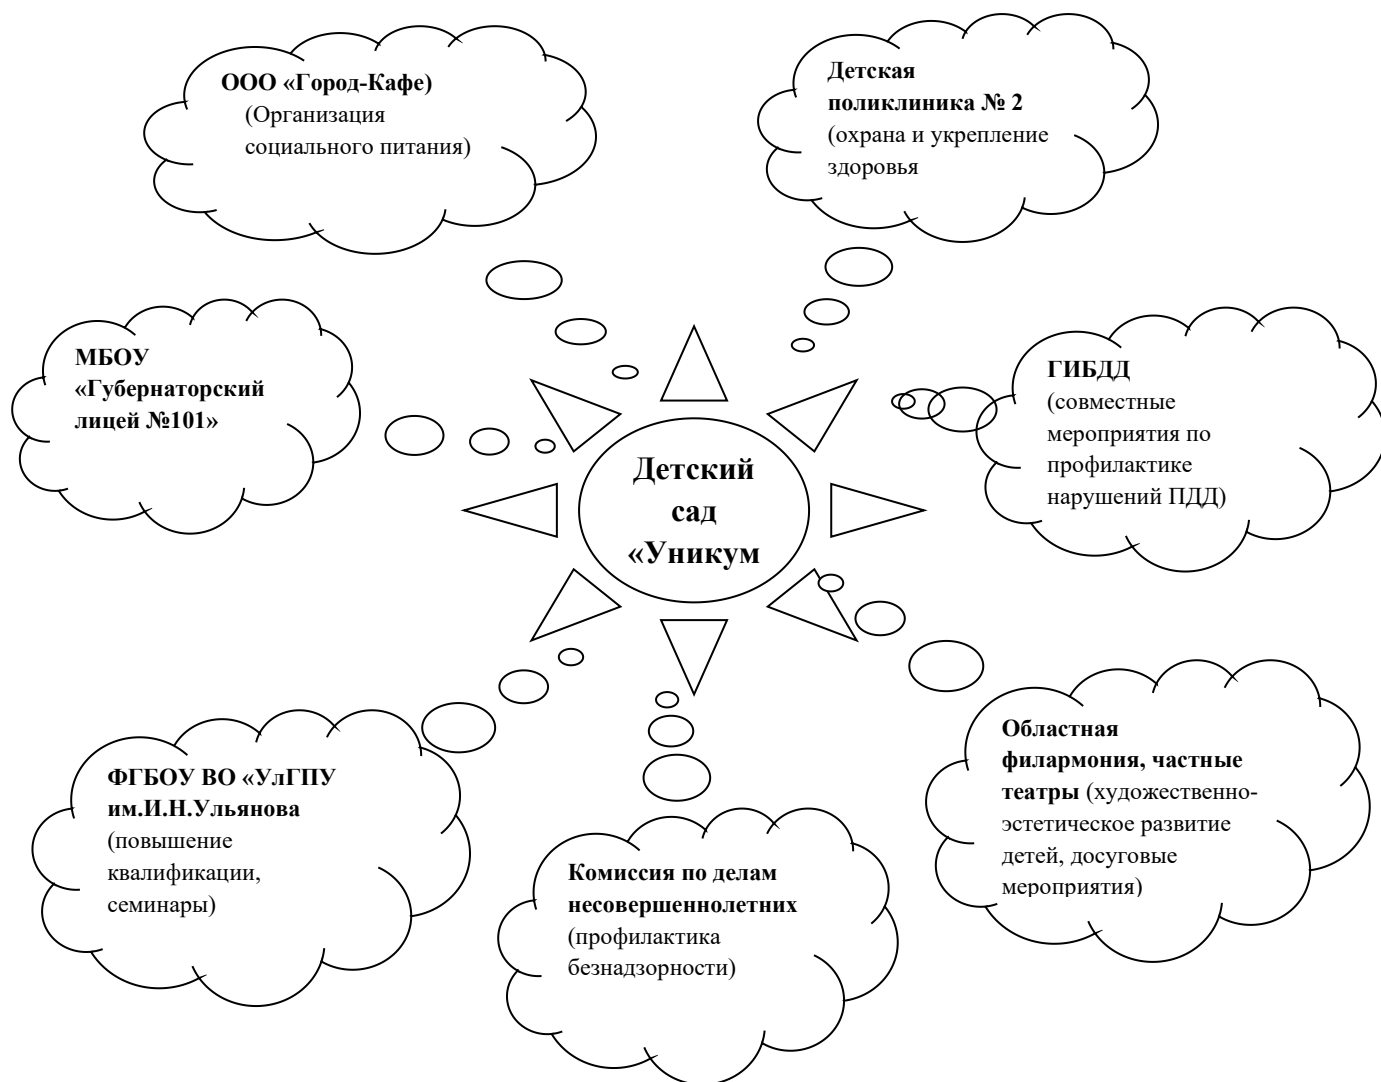 ООО «Город-Кафе)
(Организация
социального питания)
Детская
поликлиника № 2
(охрана и укрепление
здоровья
МБОУ
«Губернаторский
лицей №101»
ГИБДД
(совместные
мероприятия по
профилактике
нарушений ПДД)
Детский
сад
«Уникум
ФГБОУ ВО «УлГПУ
им.И.Н.Ульянова
(повышение
квалификации,
семинары)
Комиссия по делам
несовершеннолетних
(профилактика
безнадзорности)
Областная
филармония, частные
театры (художественно-
эстетическое развитие
детей, досуговые
мероприятия)